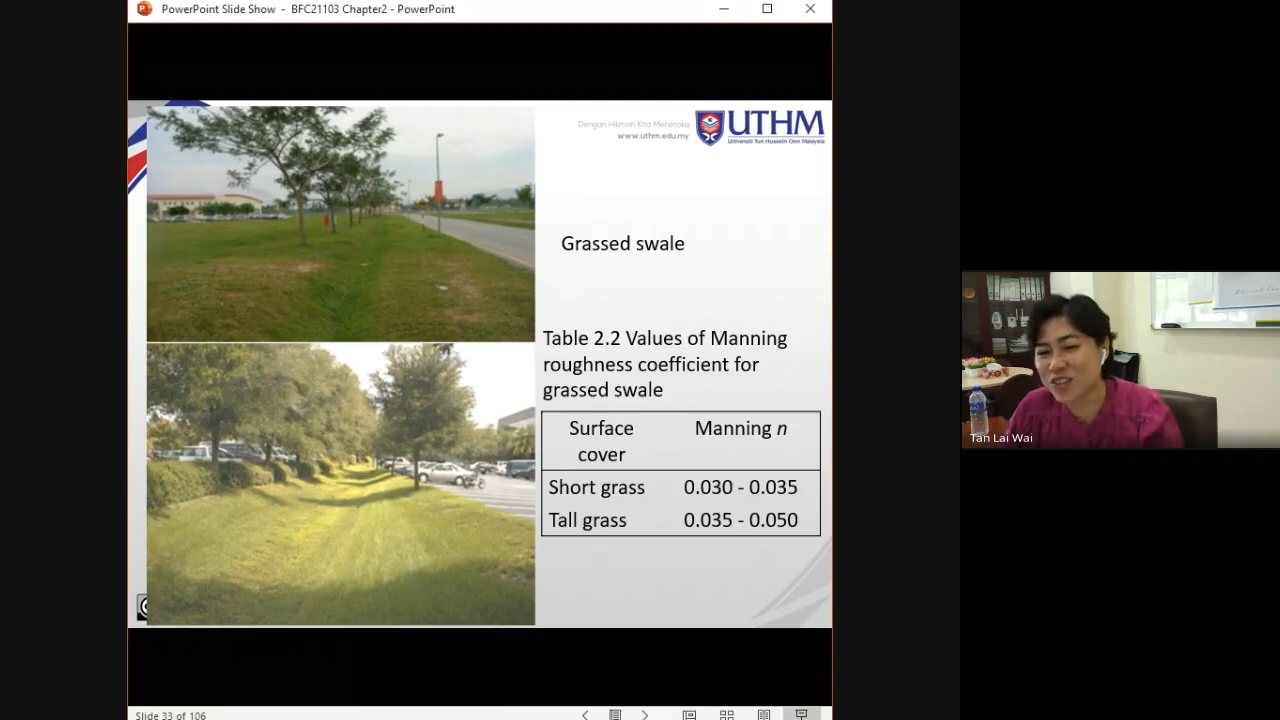 PowerPoint Slide Show - BFC21103 Chapter2 - PowerPoint
Dengan Hikmah Kita Meneroka
www.uthm.edu.my
UTHM
Universiti Tun Hussein Onn Malaysia
Grassed swale
Table 2.2 Values of Manning
roughness coefficient for
grassed swale
Surface cover Manning n
Short grass 0.030 - 0.035
Tall grass 0.035 - 0.050
Tan Lai Wai
Slide 33 of 106